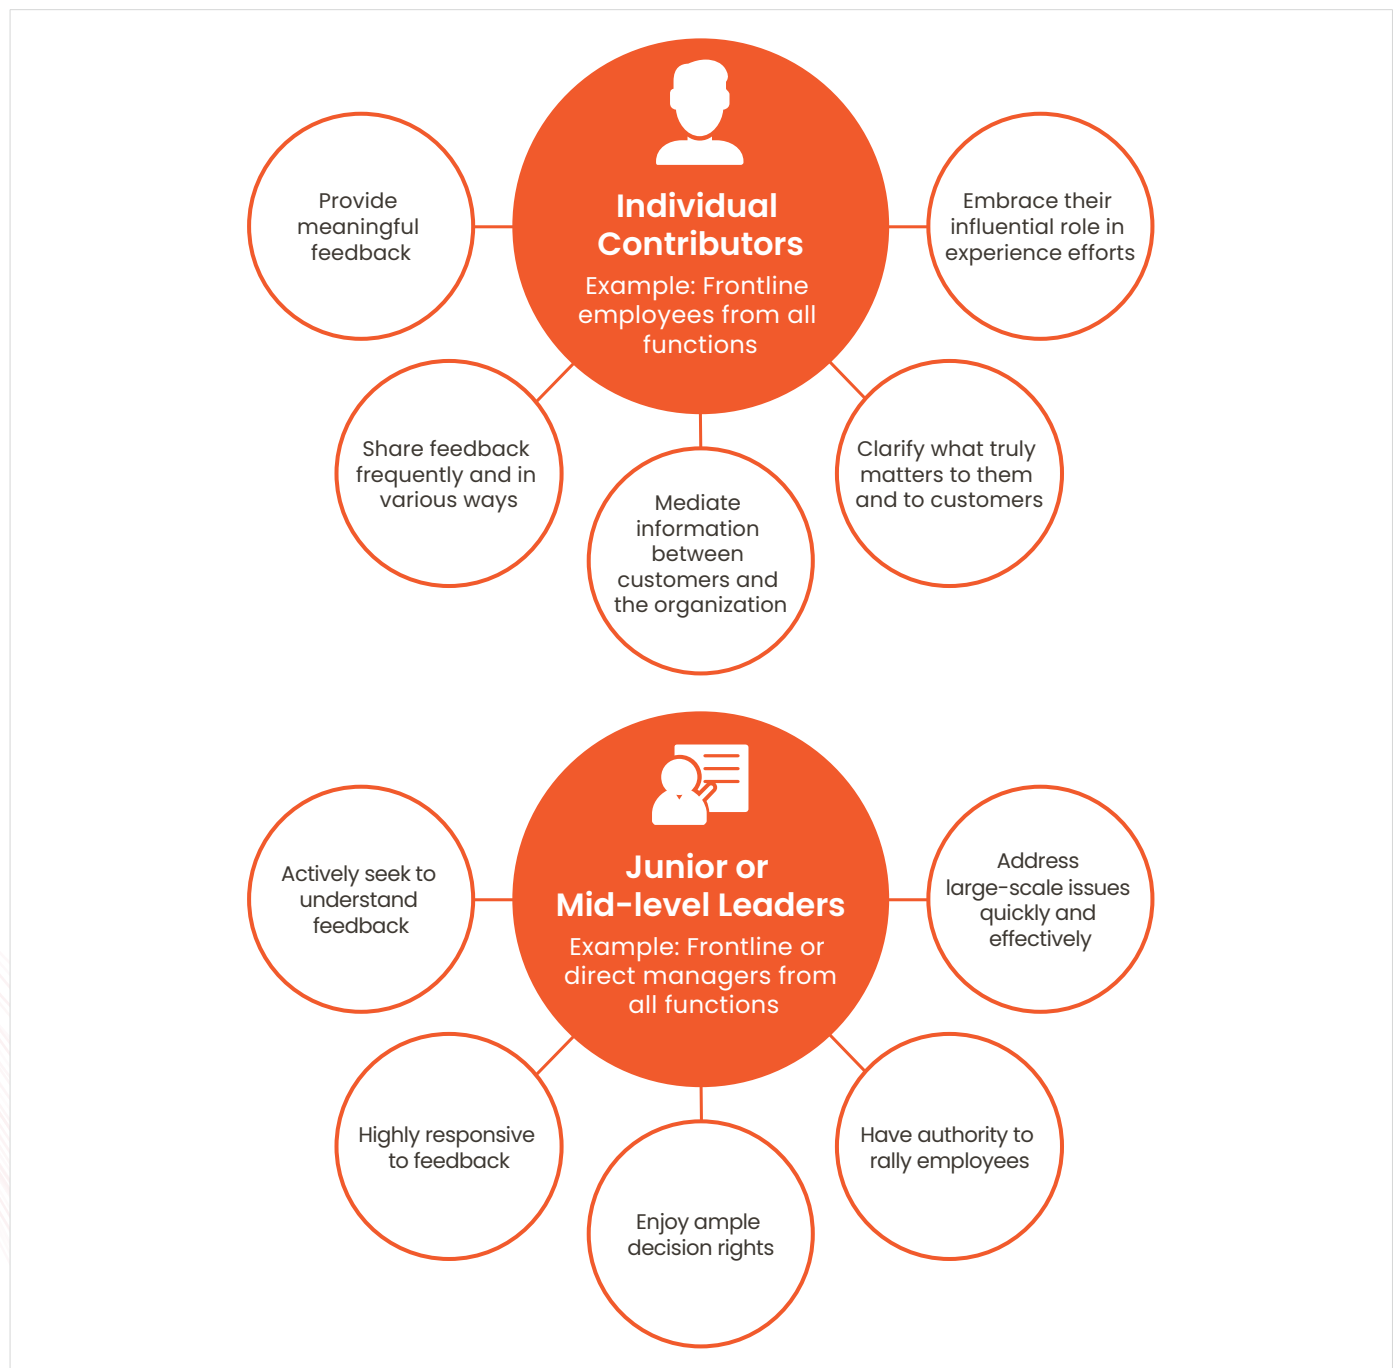 Individual
Contributors
Example: Frontline
employees from all
functions
Provide
meaningful
feedback
Share feedback
frequently and in
various ways
Mediate
information
between
customers and
the organization
Clarify what truly
matters to them
and to customers
Embrace their
influential role in
experience efforts
Junior or
Mid-level Leaders
Example: Frontline or
direct managers from
all functions
Actively seek to
understand
feedback
Highly responsive
to feedback
Enjoy ample
decision rights
Have authority to
rally employees
Address
large-scale issues
quickly and
effectively